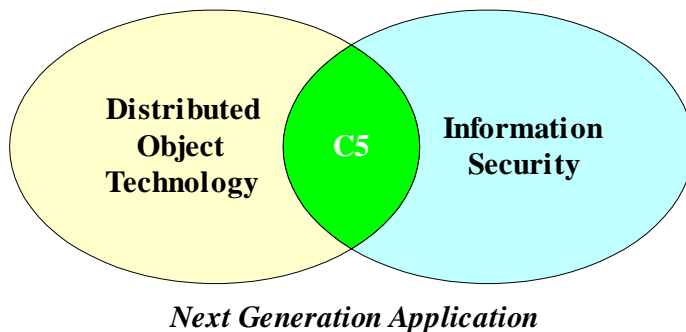 Distributed
Object
Technology
C5
Information
Security
Next Generation Application